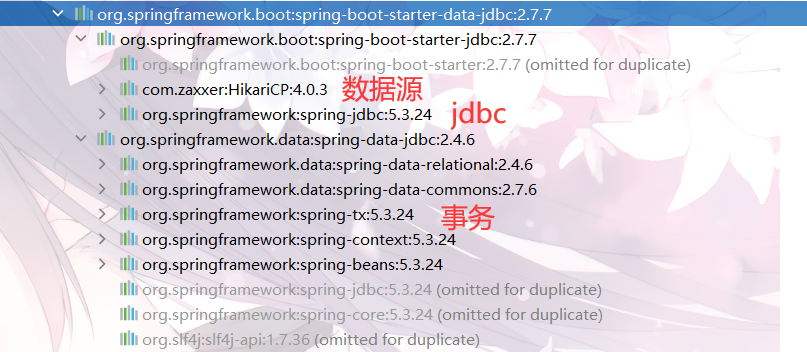 org.springframework.boot:spring-boot-starter-data-jdbc:2.7.7
org.springframework.boot:spring-boot-starter-jdbc:2.7.7
org.springframework.boot:spring-boot-starter:2.7.7 (omitted for duplicate)
com.zaxxer:HikariCP:4.0.3 数据源
org.springframework:spring-jdbc:5.3.24 jdbc
org.springframework.data:spring-data-jdbc:2.4.6
org.springframework.data:spring-data-relational:2.4.6
org.springframework.data:spring-data-commons:2.7.6
org.springframework:spring-tx:5.3.24 事务
org.springframework:spring-context:5.3.24
org.springframework:spring-beans:5.3.24
org.springframework:spring-jdbc:5.3.24 (omitted for duplicate)
org.springframework:spring-core:5.3.24 (omitted for duplicate)
org.slf4j:slf4j-api:1.7.36 (omitted for duplicate)